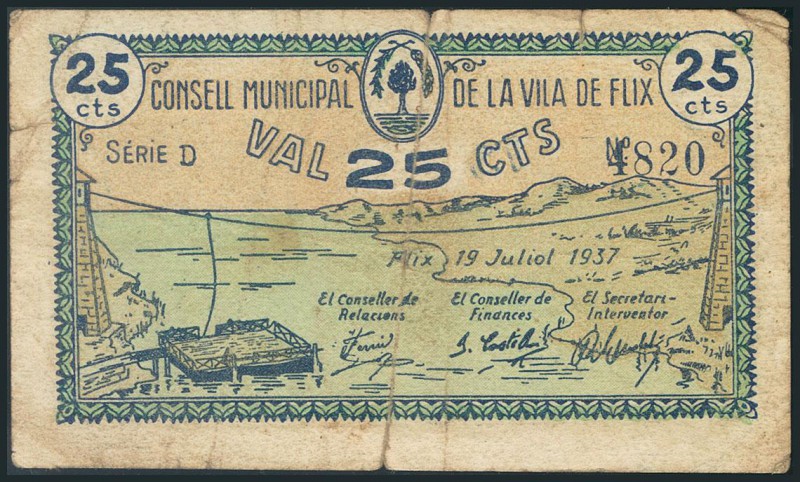 25 cts
25 cts
CONSELL MUNICIPAL DE LA VILA DE FLIX
VAL 25 CTS
SÈRIE D
Nº 4820
Flix 19 Juliol 1937
El Conseller de Relacions
El Conseller de Finances
El Secretari-Interventor